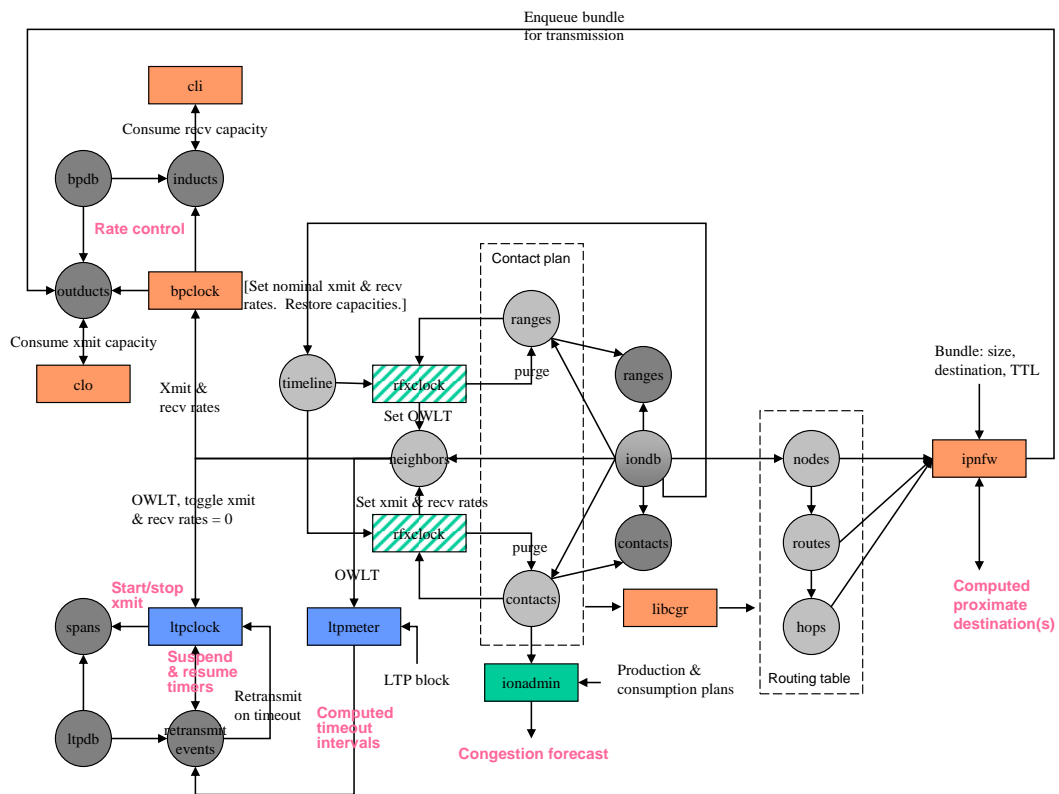 Enqueue bundle
for transmission
cli
Consume recv capacity
bpdb
inducts
Rate control
outducts
bpclock
[Set nominal xmit & recv
rates.  Restore capacities.]
Consume xmit capacity
clo
Xmit &
recv rates
Contact plan
ranges
timeline
rfxclock
purge
ranges
Set OWLT
neighbors
iondb
Set xmit & recv rates
rfxclock
purge
contacts
contacts
Bundle: size,
destination, TTL
nodes
ipnfw
routes
hops
Routing table
Computed
proximate
destination(s)
libcgr
OWLT, toggle xmit
& recv rates = 0
OWLT
Start/stop
xmit
spans
ltpclock
ltpmeter
Suspend
& resume
timers
LTP block
ionadmin
Production &
consumption plans
Retransmit
on timeout
Computed
timeout
intervals
ltpdb
retransmit
events
Congestion forecast